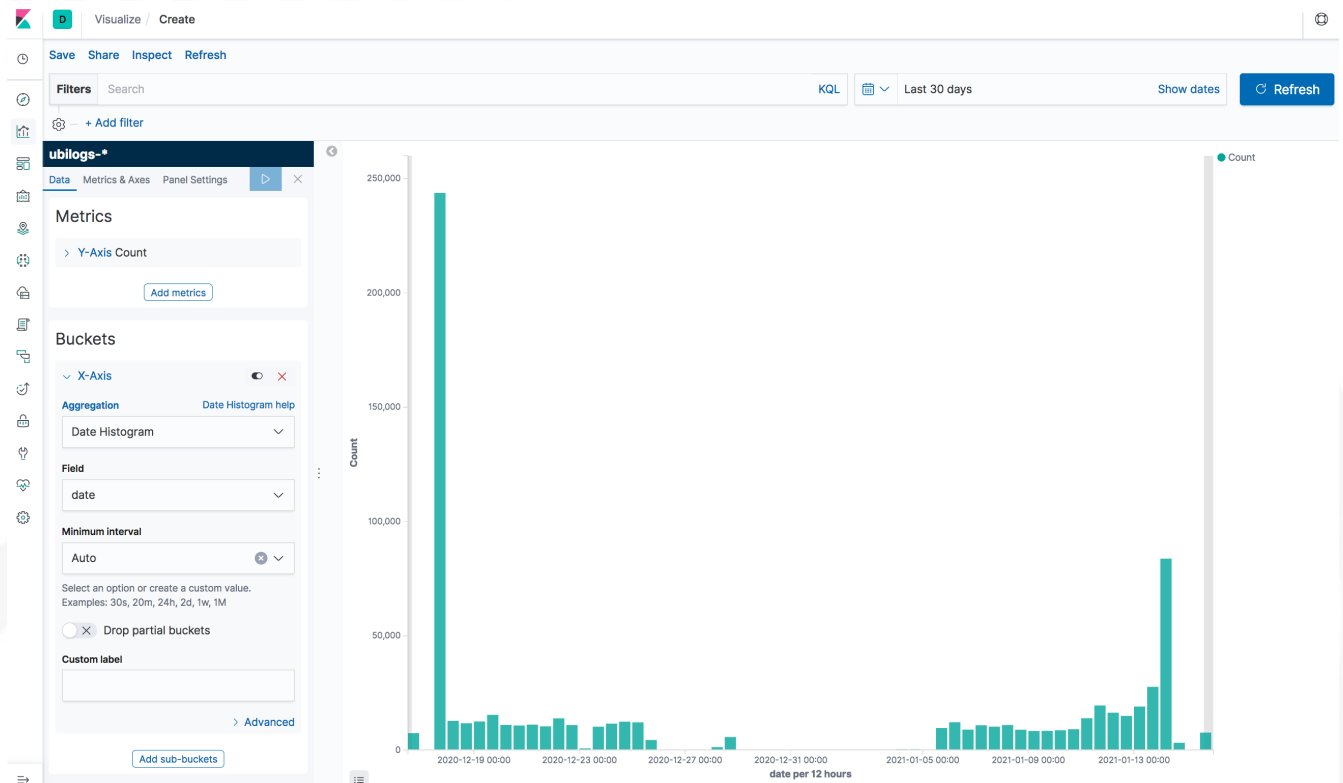 D Visualize / Create
Save Share Inspect Refresh
Filters Search KQL Last 30 days Show dates Refresh
+ Add filter
ubilogs-*
Data Metrics & Axes Panel Settings
Metrics
Y-Axis Count
Add metrics
Buckets
X-Axis
Aggregation Date Histogram help
Date Histogram
Field
date
Minimum interval
Auto
Select an option or create a custom value.
Examples: 30s, 20m, 24h, 2d, 1w, 1M
Drop partial buckets
Custom label
Advanced
Add sub-buckets
Count
250,000
200,000
150,000
100,000
50,000
0
Count
2020-12-19 00:00 2020-12-23 00:00 2020-12-27 00:00 2020-12-31 00:00 2021-01-05 00:00 2021-01-09 00:00 2021-01-13 00:00
date per 12 hours